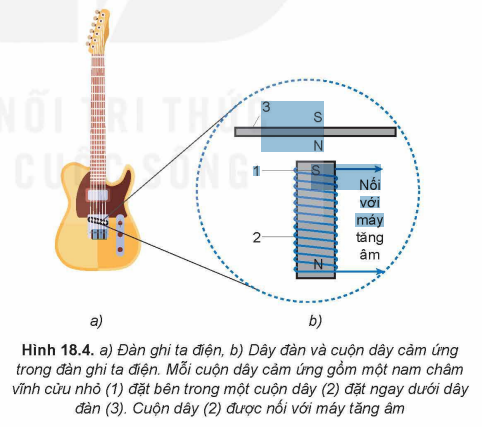 NỐI TRI THỨC
CUỘC SỐNG
3
S
N
1
S
Nối
với
máy
tăng
âm
2
N
a)
b)
Hình 18.4. a) Đàn ghi ta điện, b) Dây đàn và cuộn dây cảm ứng
trong đàn ghi ta điện. Mỗi cuộn dây cảm ứng gồm một nam châm
vĩnh cửu nhỏ (1) đặt bên trong một cuộn dây (2) đặt ngay dưới dây
đàn (3). Cuộn dây (2) được nối với máy tăng âm